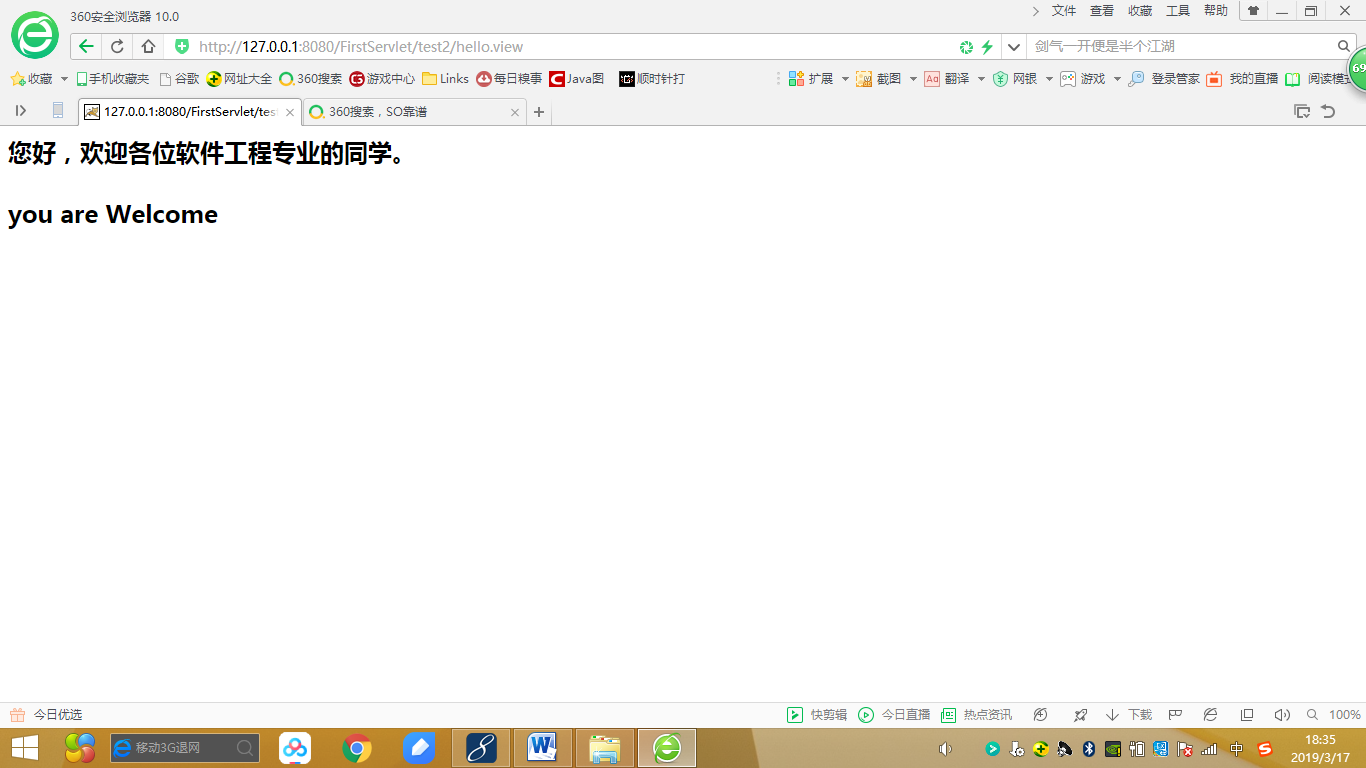 360安全浏览器 10.0
文件 查看 收藏 工具 帮助
http://127.0.0.1:8080/FirstServlet/test2/hello.view
剑气一开便是半个江湖
69
收藏 手机收藏夹 谷歌 网址大全 360搜索 游戏中心 Links 每日糗事 Java图 顺时针打
扩展 截图 翻译 网银 游戏 登录管家 我的直播 阅读模式
127.0.0.1:8080/FirstServlet/tes
360搜索，SO靠谱
您好，欢迎各位软件工程专业的同学。
you are Welcome
今日优选
快剪辑 今日直播 热点资讯 下载 100%
移动3G退网
中
18:35
2019/3/17